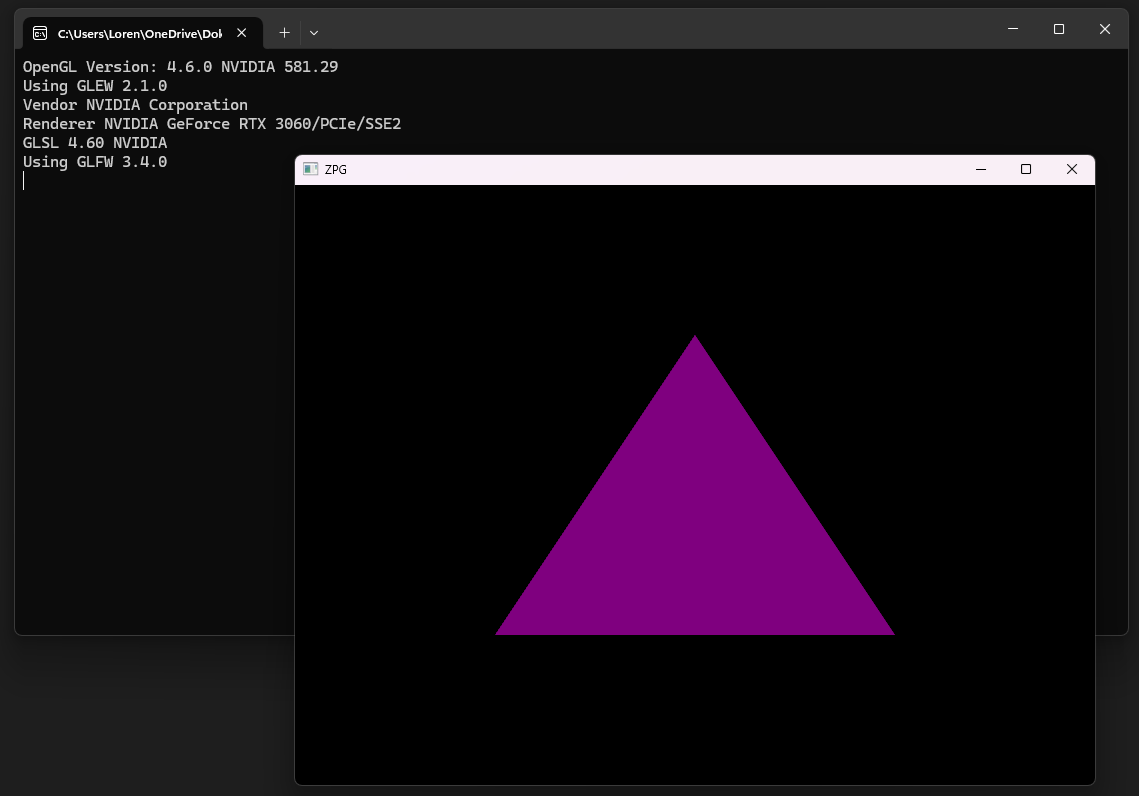 C:\Users\Loren\OneDrive\Dok
OpenGL Version: 4.6.0 NVIDIA 581.29
Using GLEW 2.1.0
Vendor NVIDIA Corporation
Renderer NVIDIA GeForce RTX 3060/PCIe/SSE2
GLSL 4.60 NVIDIA
Using GLFW 3.4.0
ZPG